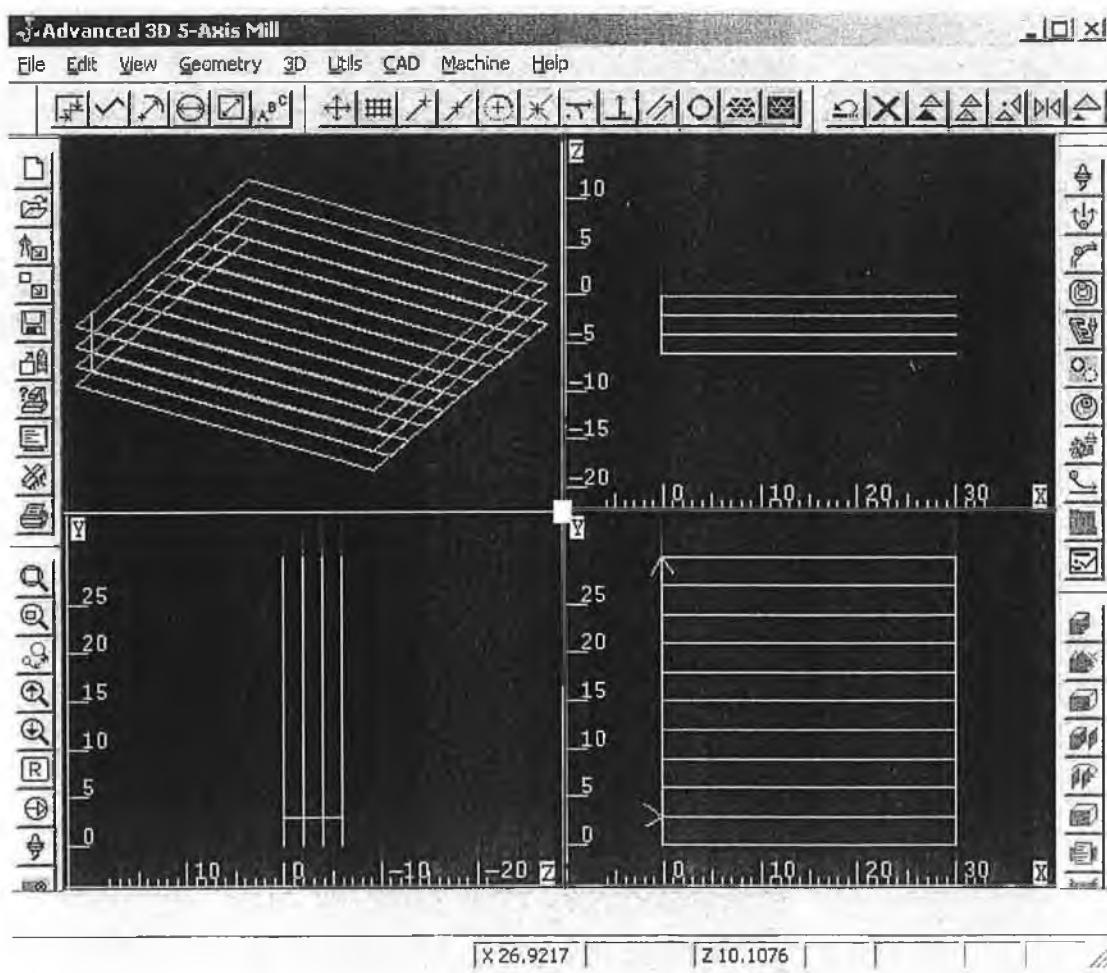 Advanced 3D 5-Axis Mill
File Edit View Geometry 3D Utils CAD Machine Help
ABC
Z
10
5
0
-5
-10
-15
-20
0 10 20 30 X
Y
25
20
15
10
5
0
10 0 -10 -20 Z
Y
25
20
15
10
5
0
0 10 20 30 X
R
X 26.9217 Z 10.1076